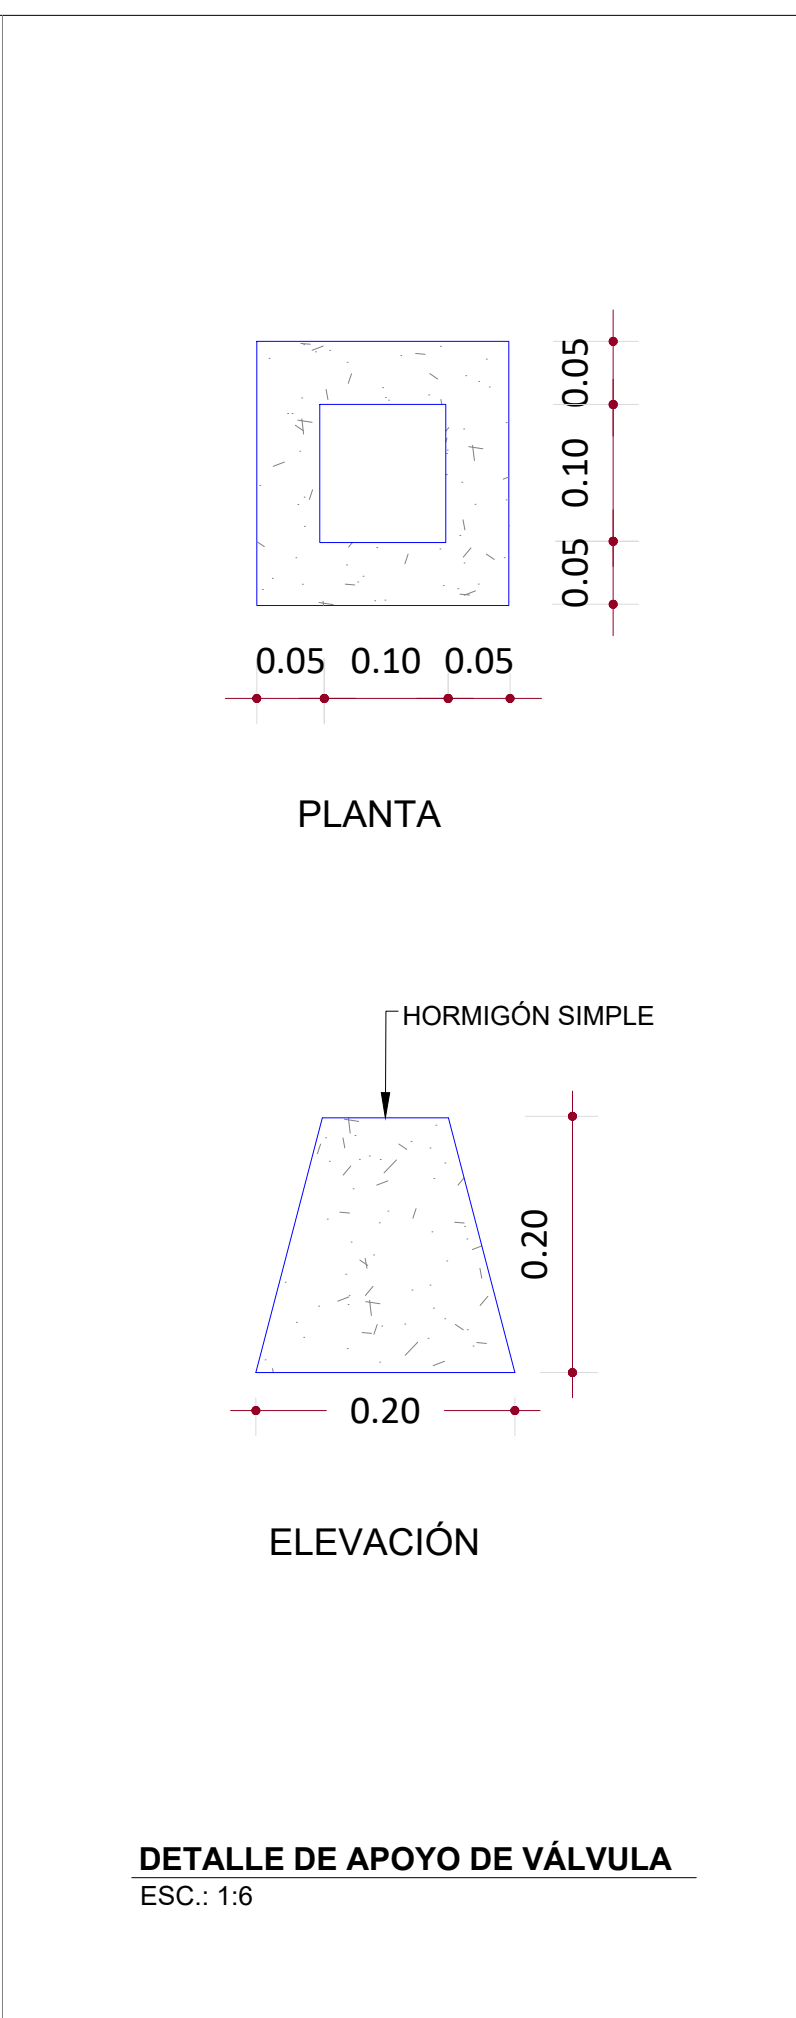 0.05
0.10
0.05
0.05 0.10 0.05
PLANTA
HORMIGÓN SIMPLE
0.20
0.20
ELEVACIÓN
DETALLE DE APOYO DE VÁLVULA
ESC.: 1:6